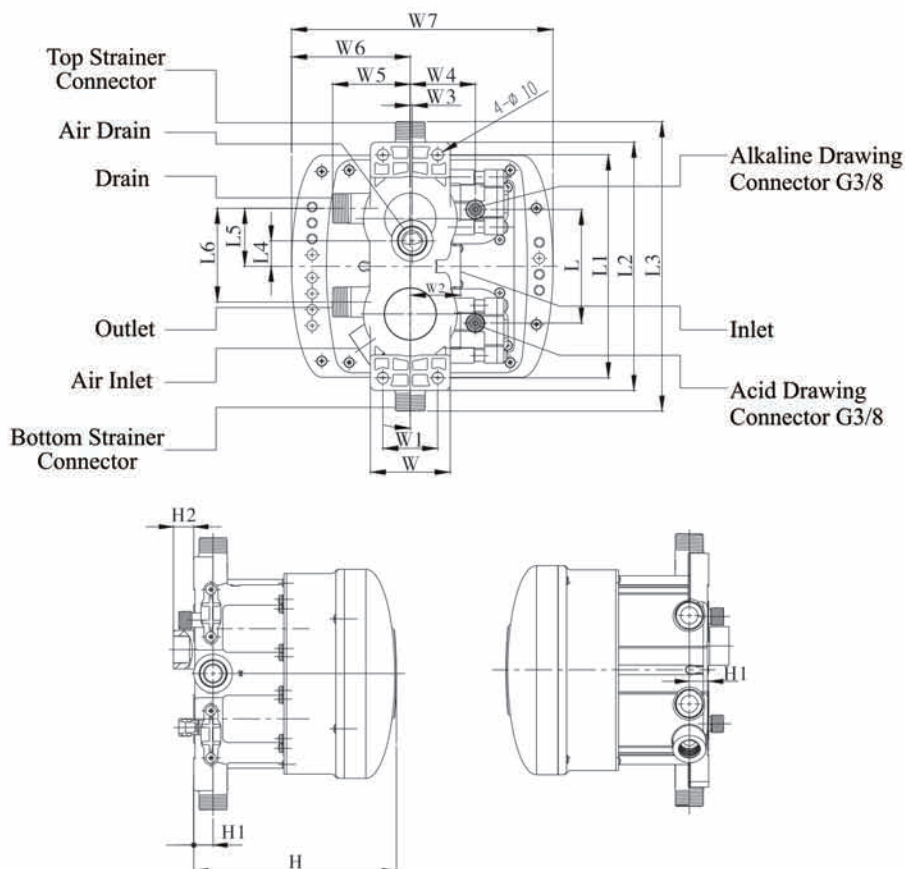 W7
W6
W5
W4
W3
4-ø 10
Top Strainer
Connector
Air Drain
Drain
Alkaline Drawing
Connector G3/8
L6
L5
L4
L
L1
L2
L3
W2
Outlet
Inlet
Air Inlet
Acid Drawing
Connector G3/8
Bottom Strainer
Connector
W1
W
H2
H1
H1
H